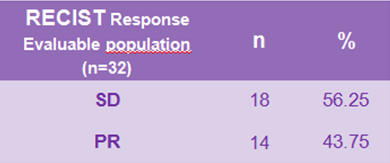 RECIST Response
Evaluable population
(n=32)
n
%
SD 18 56.25
PR 14 43.75